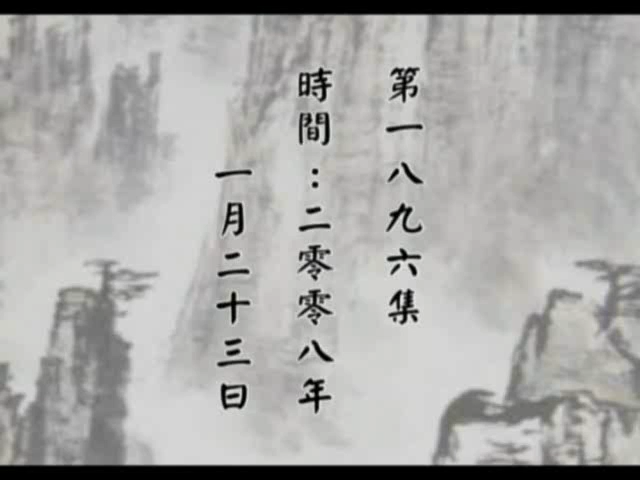 第一八九六集
時間：二零零八年
一月二十三日